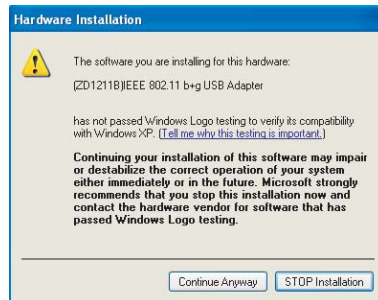 Hardware Installation
The software you are installing for this hardware:
(ZD1211B)IEEE 802.11 b+g USB Adapter
has not passed Windows Logo testing to verify its compatibility
with Windows XP. (Tell me why this testing is important.)
Continuing your installation of this software may impair
or destabilize the correct operation of your system
either immediately or in the future. Microsoft strongly
recommends that you stop this installation now and
contact the hardware vendor for software that has
passed Windows Logo testing.
Continue Anyway
STOP Installation